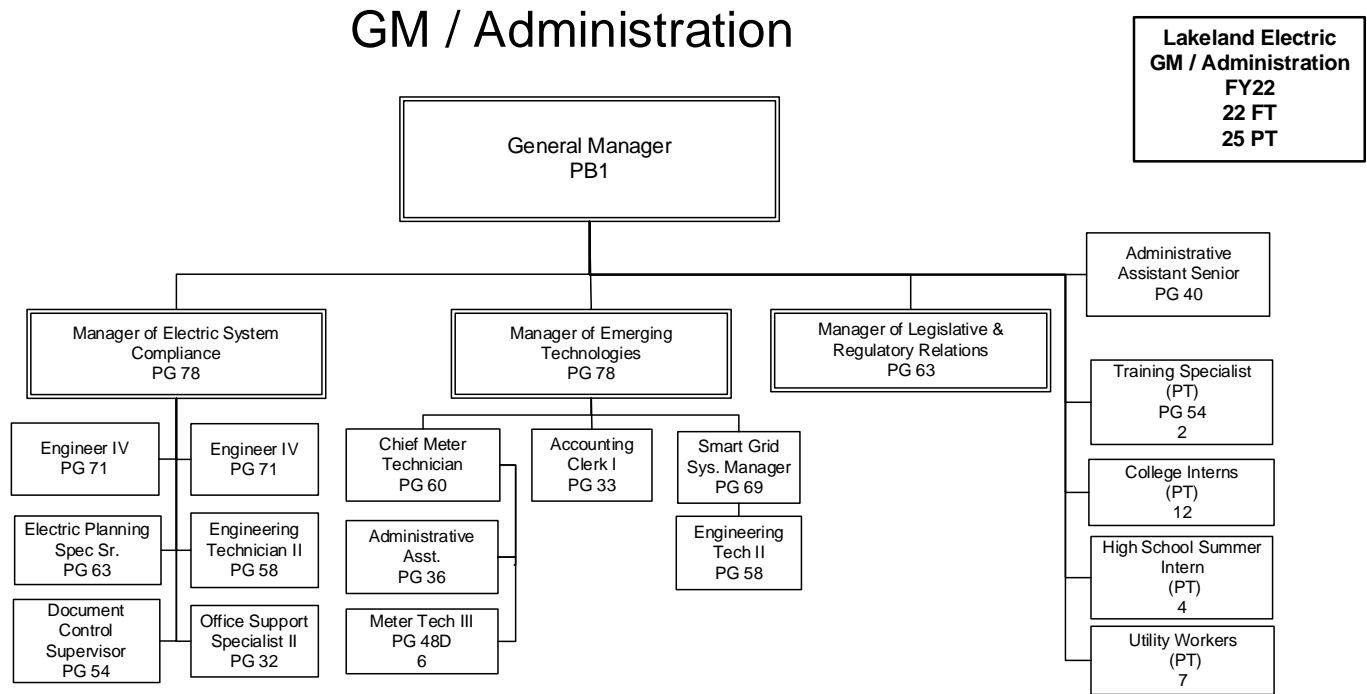 GM / Administration
Lakeland Electric
GM / Administration
FY22
22 FT
25 PT
General Manager
PB1
Administrative
Assistant Senior
PG 40
Manager of Electric System
Compliance
PG 78
Manager of Emerging
Technologies
PG 78
Manager of Legislative &
Regulatory Relations
PG 63
Training Specialist
(PT)
PG 54
2
Engineer IV
PG 71
Engineer IV
PG 71
Chief Meter
Technician
PG 60
Accounting
Clerk I
PG 33
Smart Grid
Sys. Manager
PG 69
College Interns
(PT)
12
Electric Planning
Spec Sr.
PG 63
Engineering
Technician II
PG 58
Administrative
Asst.
PG 36
Engineering
Tech II
PG 58
High School Summer
Intern
(PT)
4
Document
Control
Supervisor
PG 54
Office Support
Specialist II
PG 32
Meter Tech III
PG 48D
6
Utility Workers
(PT)
7